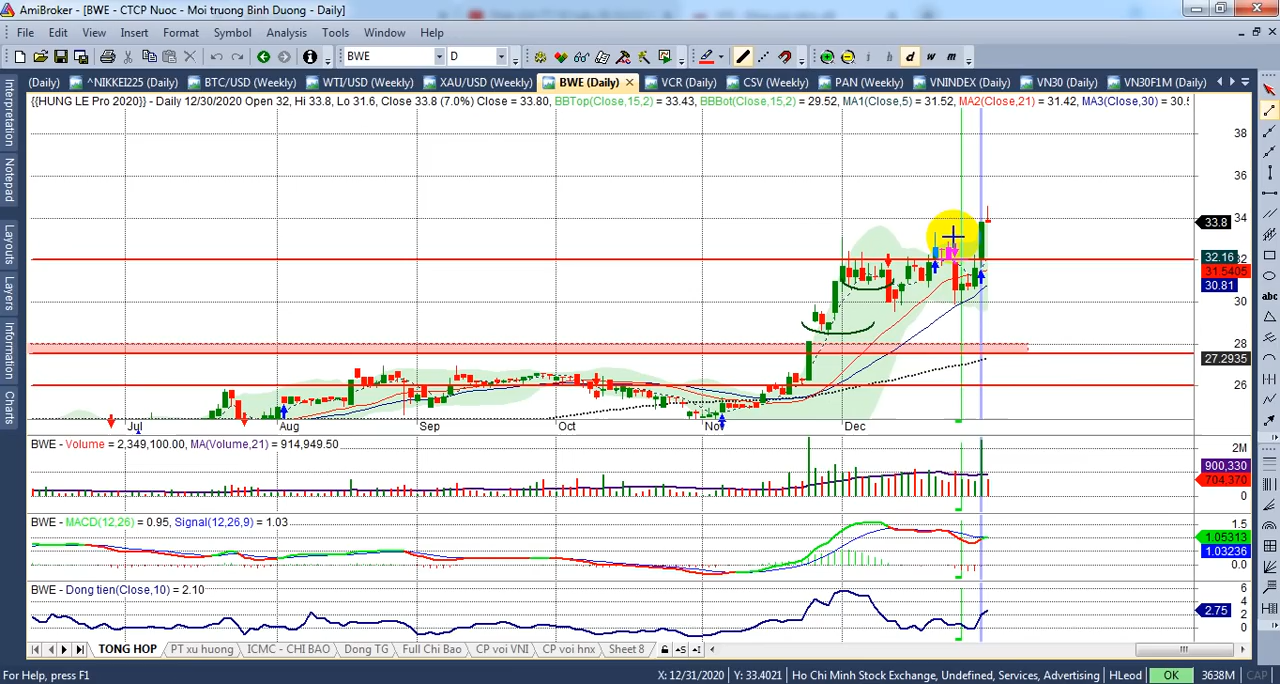 AmiBroker - [BWE - CTCP Nuoc - Moi truong Binh Duong - Daily]
File Edit View Insert Format Symbol Analysis Tools Window Help
BWE D i h d w m
(Daily) ^NIKKEI225 (Daily) BTC/USD (Weekly) WTI/USD (Weekly) XAU/USD (Weekly) BWE (Daily) VCR (Daily) CSV (Weekly) PAN (Weekly) VNINDEX (Daily) VN30 (Daily) VN30F1M (Daily)
{{HUNG LE Pro 2020}} - Daily 12/30/2020 Open 32, Hi 33.8, Lo 31.6, Close 33.8 (7.0%) Close = 33.80, BBTop(Close,15,2) = 33.43, BBBot(Close,15,2) = 29.52, MA1(Close,5) = 31.52, MA2(Close,21) = 31.42, MA3(Close,30) = 30.5
Interpretation
Notepad
Layouts
Layers
Information
Charts
38
36
34
33.8
32.16
31.5405
30.81
30
28
27.2935
26
Jul Aug Sep Oct Nov Dec
BWE - Volume = 2,349,100.00, MA(Volume,21) = 914,949.50
2M
900,330
704,370
0
BWE - MACD(12,26) = 0.95, Signal(12,26,9) = 1.03
1.5
1.05313
1.03236
0.0
BWE - Dong tien(Close,10) = 2.10
6
4
2.75
0
TONG HOP PT xu huong ICMC - CHI BAO Dong TG Full Chi Bao CP voi VNI CP voi hnx Sheet 8
For Help, press F1 X: 12/31/2020 Y: 33.4021 Ho Chi Minh Stock Exchange, Undefined, Services, Advertising HLeod OK 3638M CAP
abc